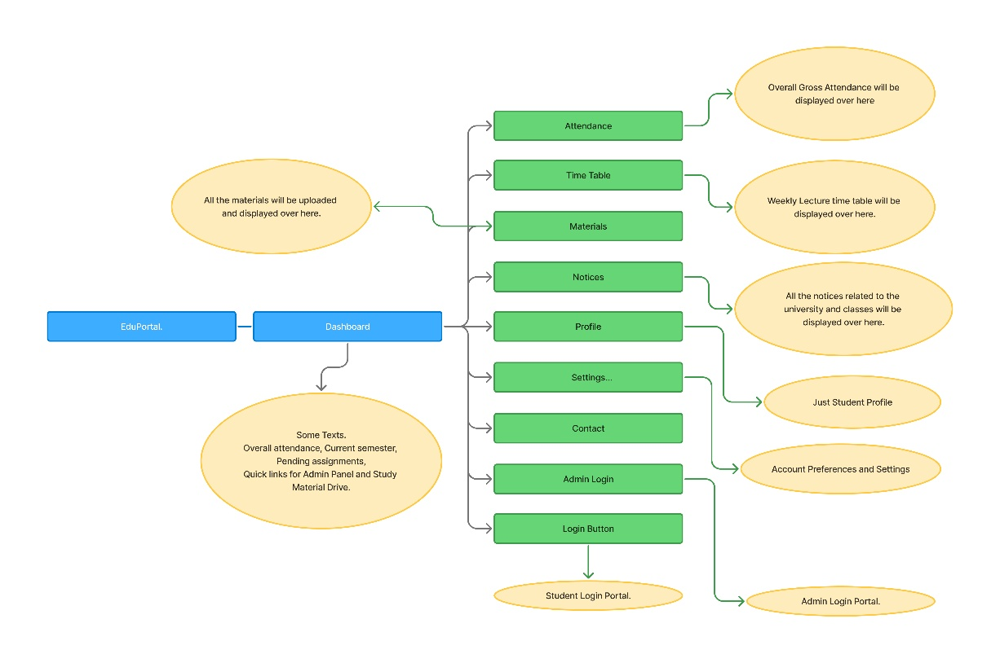 Overall Gross Attendance will be
displayed over here
Attendance
Time Table
All the materials will be uploaded
and displayed over here.
Weekly Lecture time table will be
displayed over here.
Materials
Notices
All the notices related to the
university and classes will be
displayed over here.
EduPortal.
Dashboard
Profile
Settings...
Just Student Profile
Contact
Some Texts.
Overall attendance, Current semester,
Pending assignments,
Quick links for Admin Panel and Study
Material Drive.
Account Preferences and Settings
Admin Login
Login Button
Student Login Portal.
Admin Login Portal.